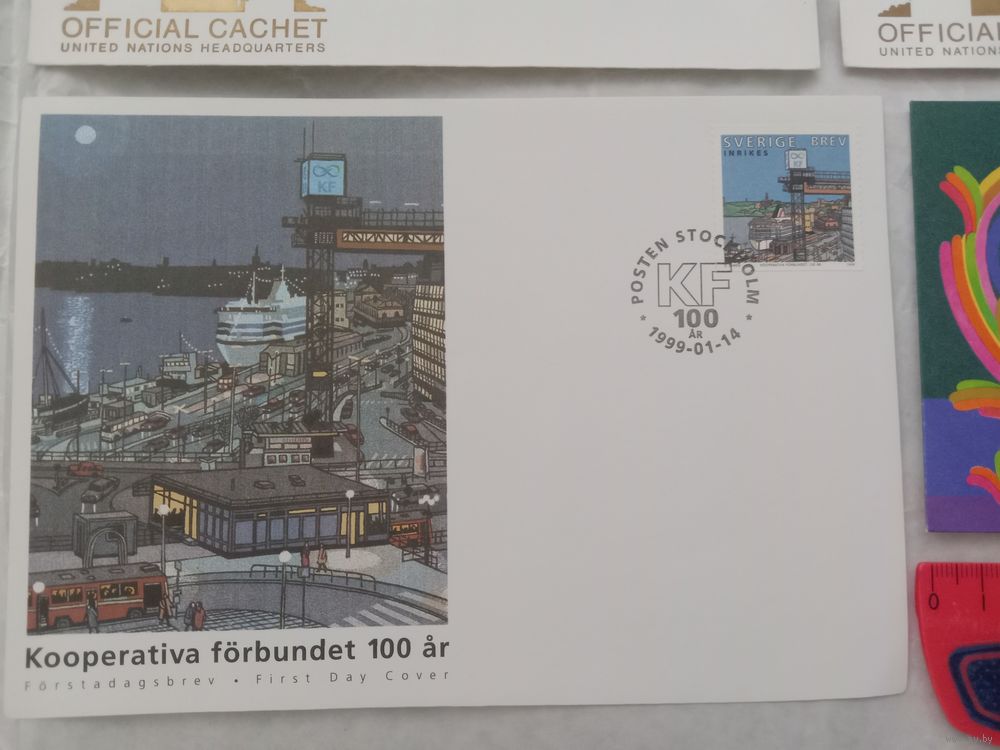 OFFICIAL CACHET
UNITED NATIONS HEADQUARTERS
OFFICIAL
UNITED NATIONS
SVERIGE BREV
INRIKES
KF
KF
POSTEN STOCKHOLM
KF
100
ÅR
* 1999-01-14 *
Kooperativa förbundet 100 år
Förstadagsbrev • First Day Cover
0 1